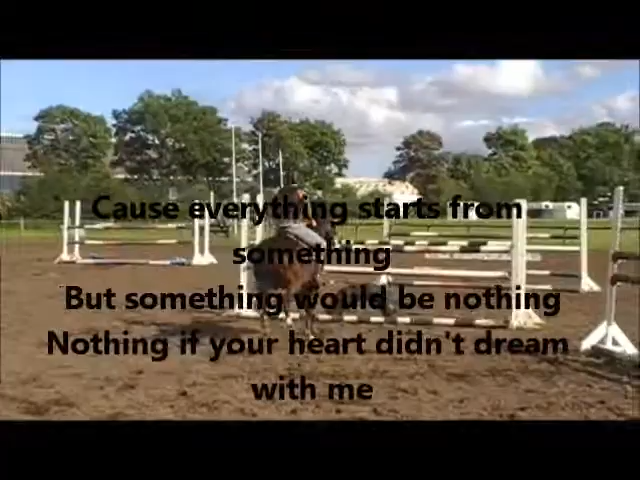 Cause everything starts from
something
But something would be nothing
Nothing if your heart didn't dream
with me